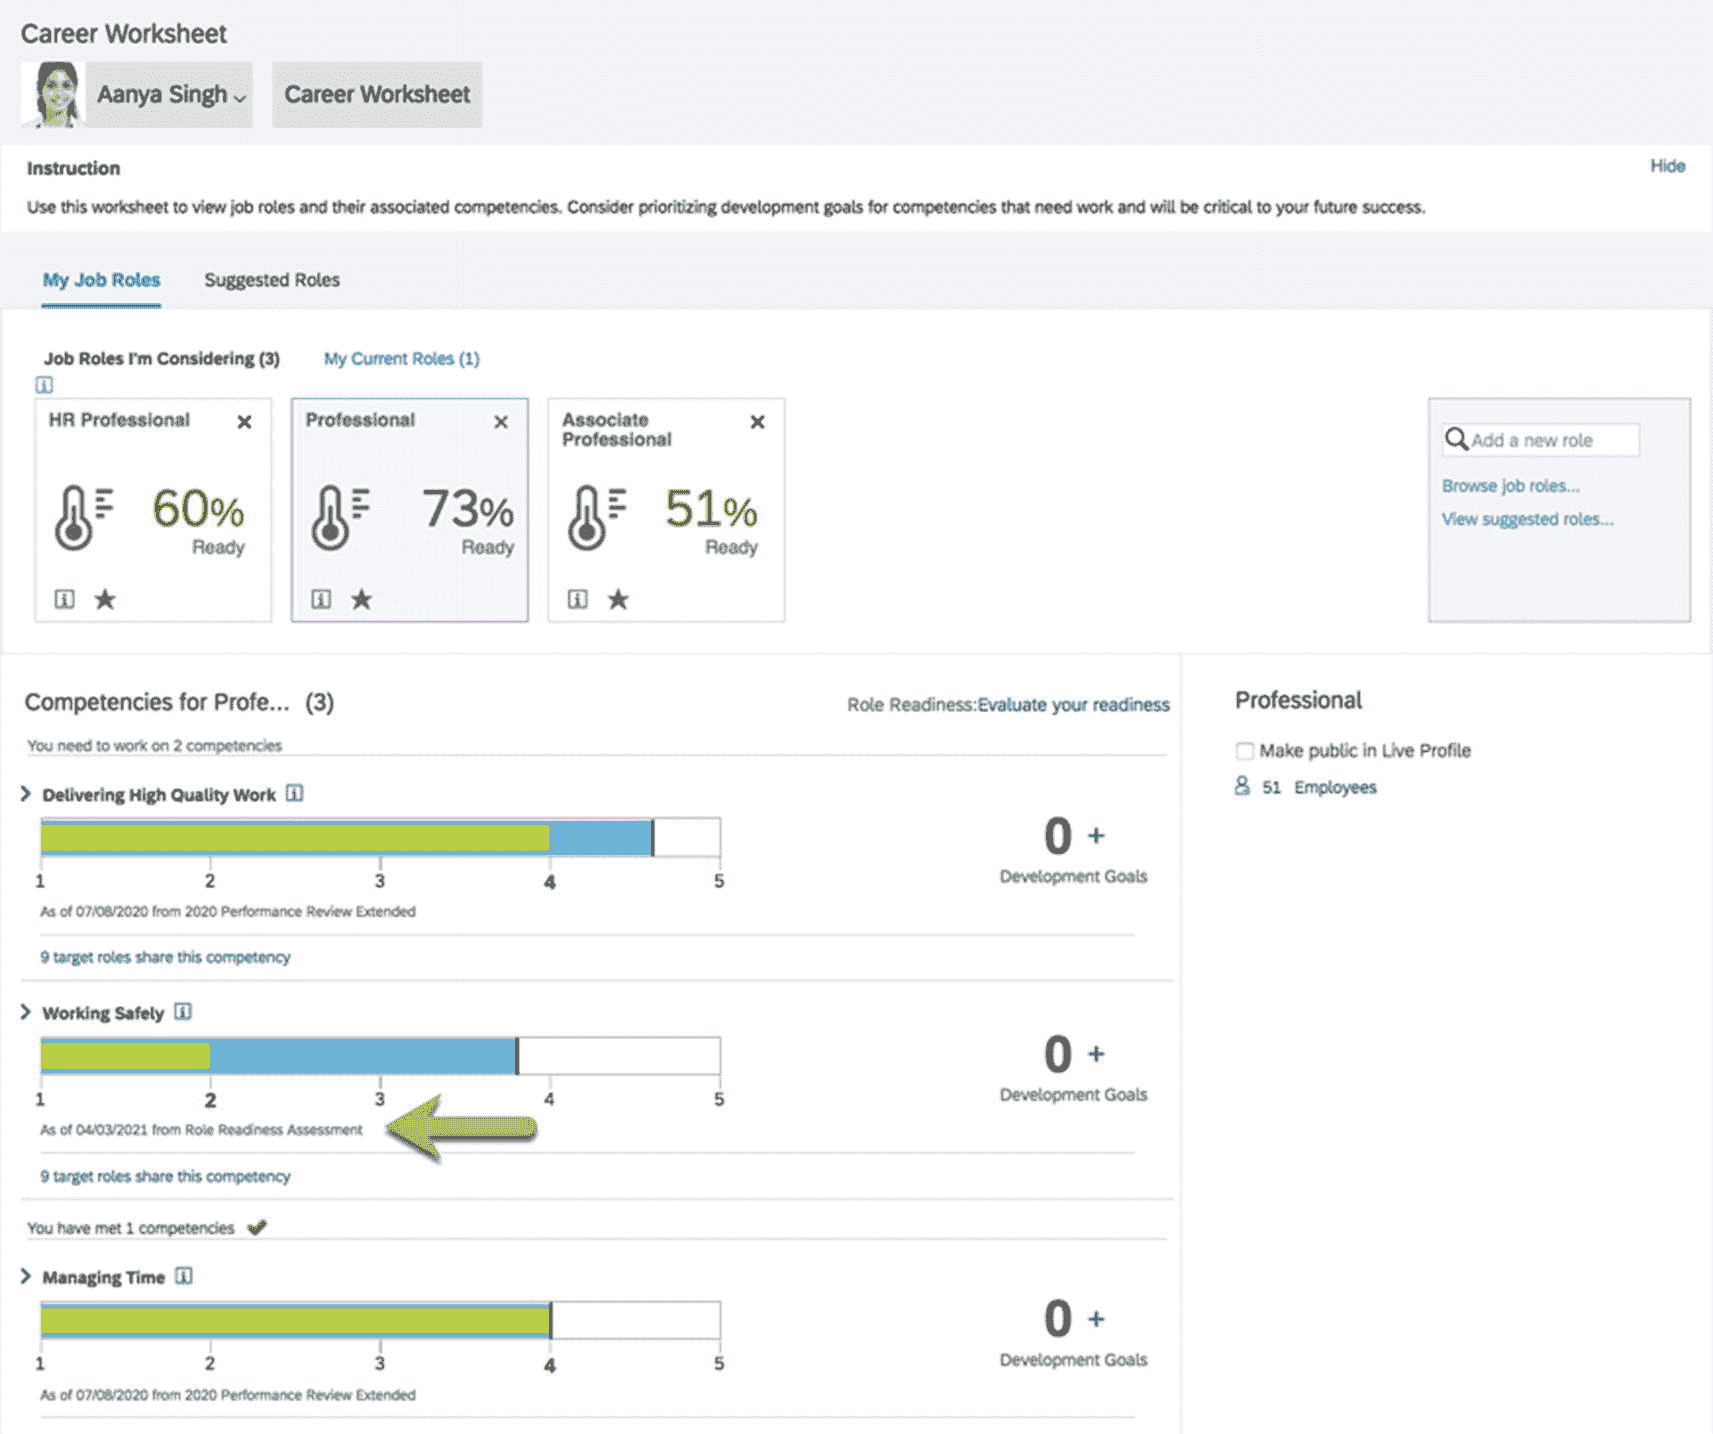 Career Worksheet
Aanya Singh
Career Worksheet
Instruction
Hide
Use this worksheet to view job roles and their associated competencies. Consider prioritizing development goals for competencies that need work and will be critical to your future success.
My Job Roles
Suggested Roles
Job Roles I'm Considering (3)
My Current Roles (1)
HR Professional
60%
Ready
Professional
73%
Ready
Associate
Professional
51%
Ready
Add a new role
Browse job roles...
View suggested roles...
Competencies for Profe... (3)
Role Readiness:Evaluate your readiness
You need to work on 2 competencies
Delivering High Quality Work
1 2 3 4 5
0 +
Development Goals
As of 07/08/2020 from 2020 Performance Review Extended
9 target roles share this competency
Working Safely
1 2 3 4 5
0 +
Development Goals
As of 04/03/2021 from Role Readiness Assessment
9 target roles share this competency
You have met 1 competencies
Managing Time
1 2 3 4 5
0 +
Development Goals
As of 07/08/2020 from 2020 Performance Review Extended
Professional
Make public in Live Profile
51 Employees